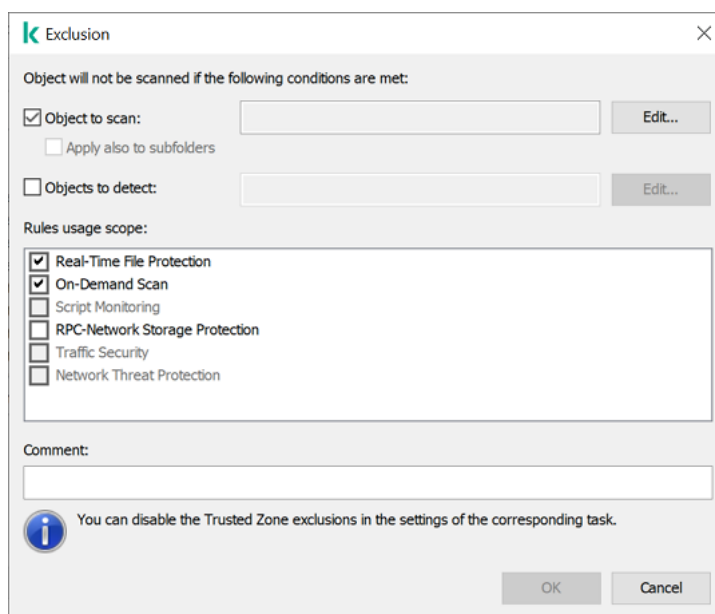 Exclusion
Object will not be scanned if the following conditions are met:
Object to scan:
Edit...
Apply also to subfolders
Objects to detect:
Edit...
Rules usage scope:
Real-Time File Protection
On-Demand Scan
Script Monitoring
RPC-Network Storage Protection
Traffic Security
Network Threat Protection
Comment:
You can disable the Trusted Zone exclusions in the settings of the corresponding task.
OK
Cancel